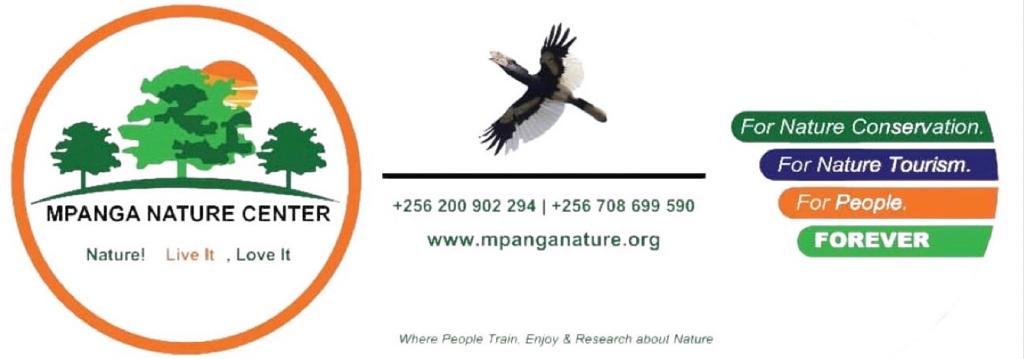 MPANGA NATURE CENTER
Nature! Live It , Love It
+256 200 902 294 | +256 708 699 590
www.mpanganature.org
Where People Train. Enjoy & Research about Nature
For Nature Conservation.
For Nature Tourism.
For People.
FOREVER